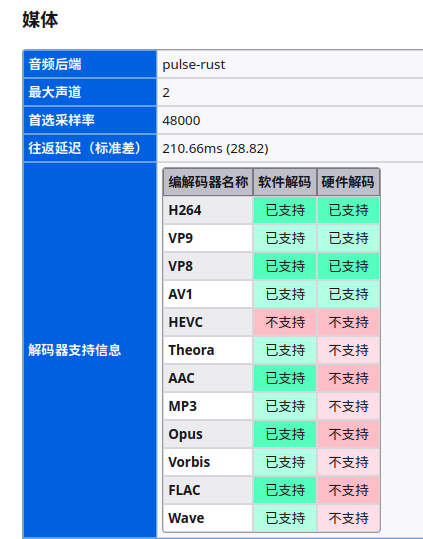 媒体
音频后端 pulse-rust
最大声道 2
首选采样率 48000
往返延迟（标准差） 210.66ms (28.82)
解码器支持信息
编解码器名称 软件解码 硬件解码
H264 已支持 已支持
VP9 已支持 已支持
VP8 已支持 已支持
AV1 已支持 已支持
HEVC 不支持 不支持
Theora 已支持 不支持
AAC 已支持 不支持
MP3 已支持 不支持
Opus 已支持 不支持
Vorbis 已支持 不支持
FLAC 已支持 不支持
Wave 已支持 不支持